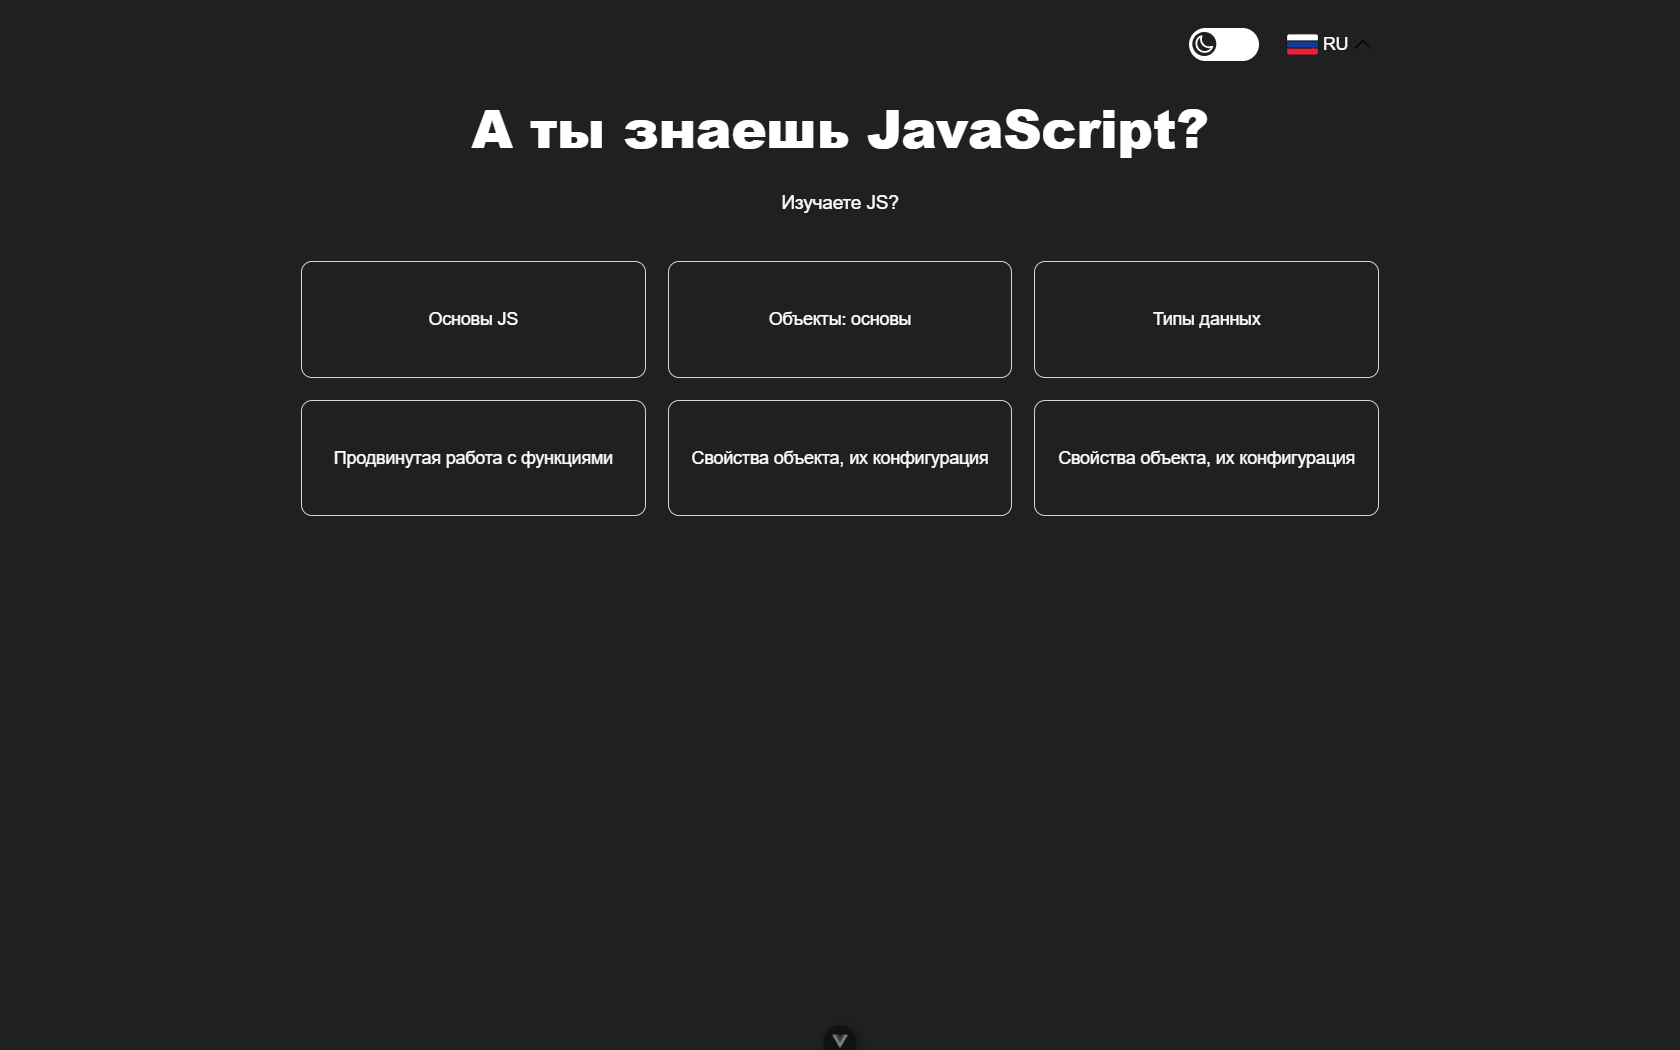 RU
А ты знаешь JavaScript?
Изучаете JS?
Основы JS
Объекты: основы
Типы данных
Продвинутая работа с функциями
Свойства объекта, их конфигурация
Свойства объекта, их конфигурация